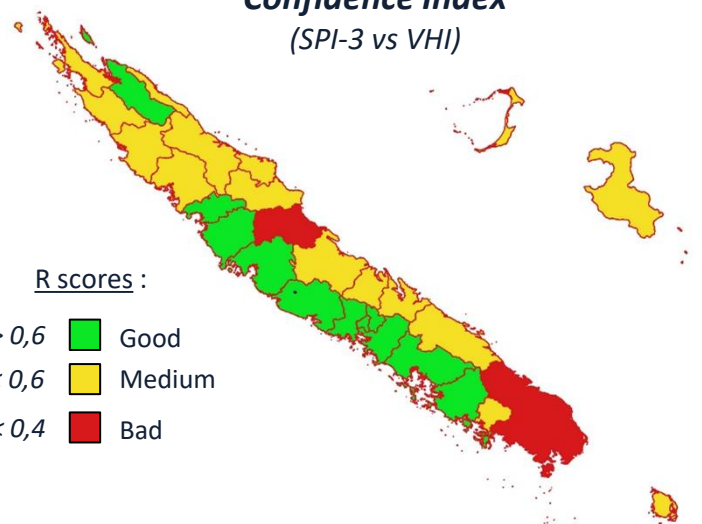 Confidence Index
(SPI-3 vs VHI)
R scores :
> 0,6 Good
< 0,6 Medium
< 0,4 Bad